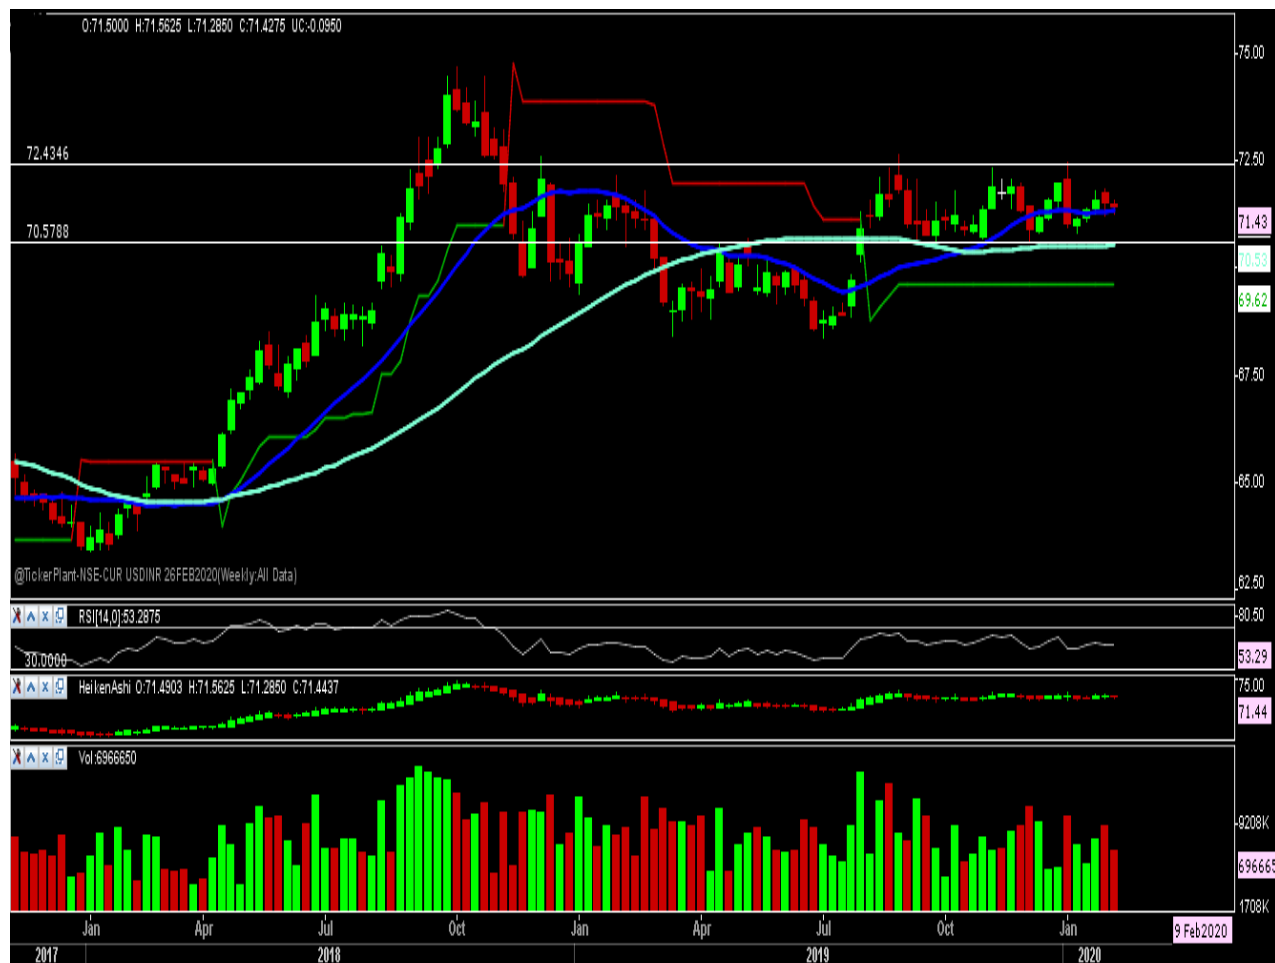 O:71.5000 H:71.5625 L:71.2850 C:71.4275 UC:-0.0950
75.00
72.4346
72.50
71.43
70.5788
70.53
69.62
67.50
65.00
@TickerPlant-NSE-CUR USDINR 26FEB2020(Weekly:All Data)
62.50
RSI[14,0]:53.2875
80.50
30.0000
53.29
HeikenAshi O:71.4903 H:71.5625 L:71.2850 C:71.4437
75.00
71.44
Vol:6966650
9208K
696665
1708K
Jan Apr Jul Oct Jan Apr Jul Oct Jan
9 Feb2020
2017 2018 2019 2020